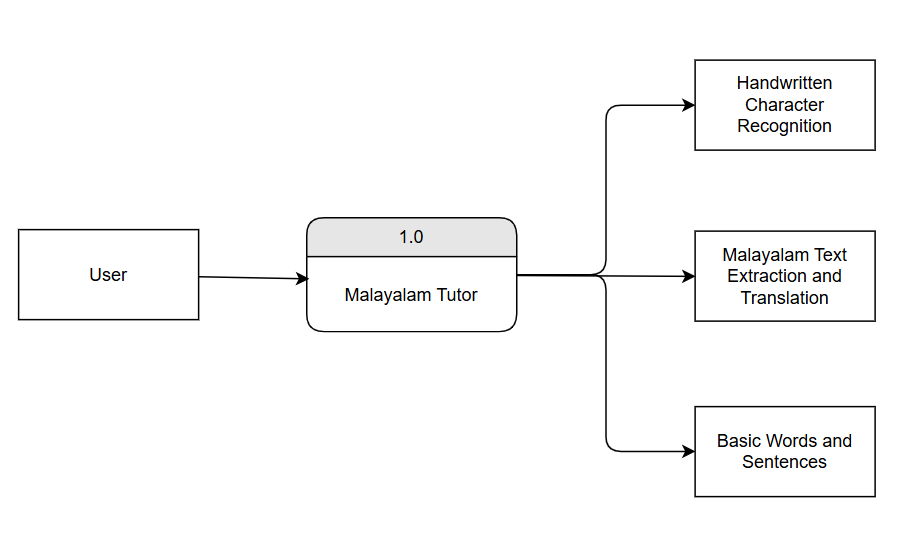 User
1.0
Malayalam Tutor
Handwritten
Character
Recognition
Malayalam Text
Extraction and
Translation
Basic Words and
Sentences